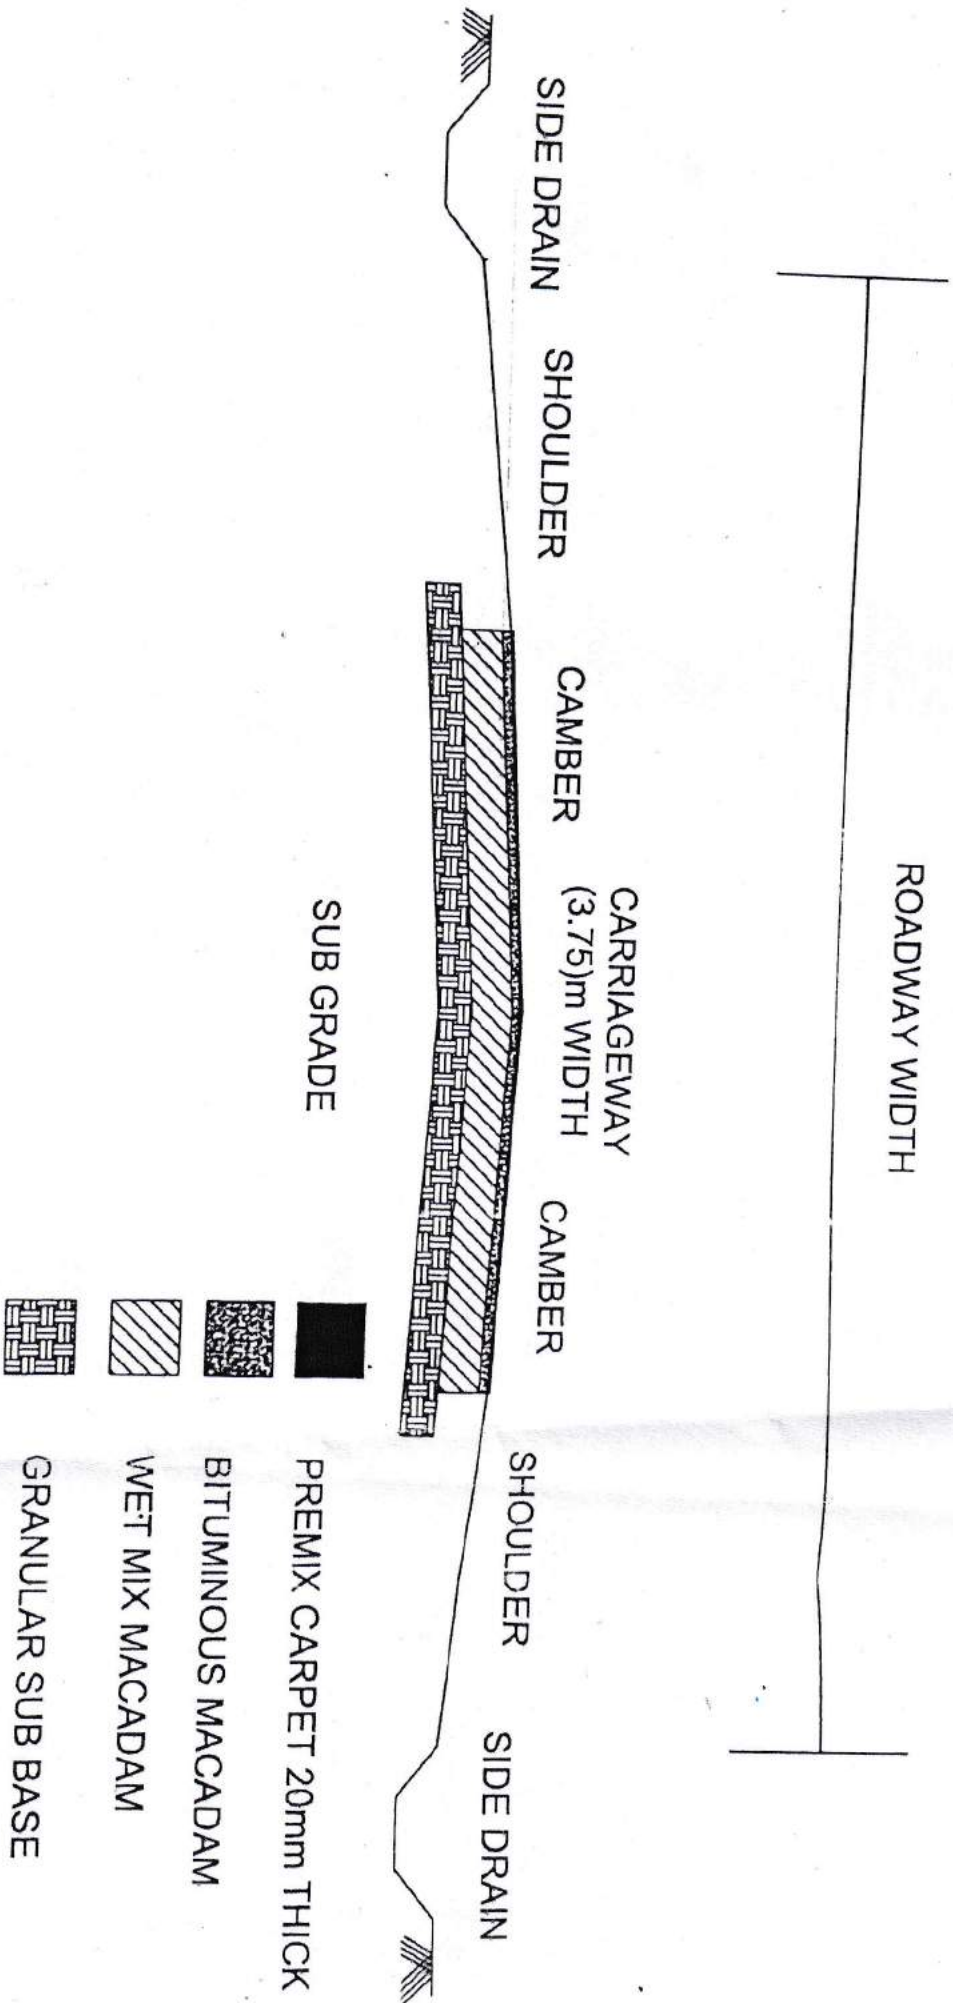 ROADWAY WIDTH
CARRIAGEWAY
(3.75)m WIDTH
SIDE DRAIN
SHOULDER
CAMBER
CAMBER
SHOULDER
SIDE DRAIN
SUB GRADE
PREMIX CARPET 20mm THICK
BITUMINOUS MACADAM
WET MIX MACADAM
GRANULAR SUB BASE